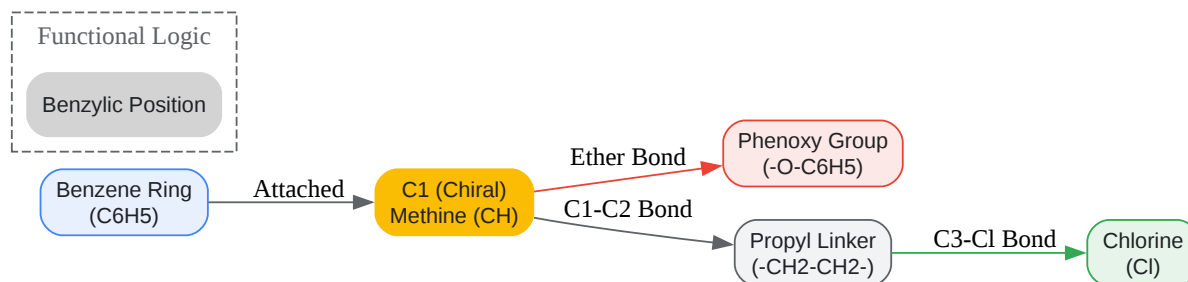 Functional Logic
Benzylic Position
Benzene Ring
(C6H5)
Attached
C1 (Chiral)
Methine (CH)
Ether Bond
C1-C2 Bond
Phenoxy Group
(-O-C6H5)
Propyl Linker
(-CH2-CH2-)
C3-Cl Bond
Chlorine
(Cl)